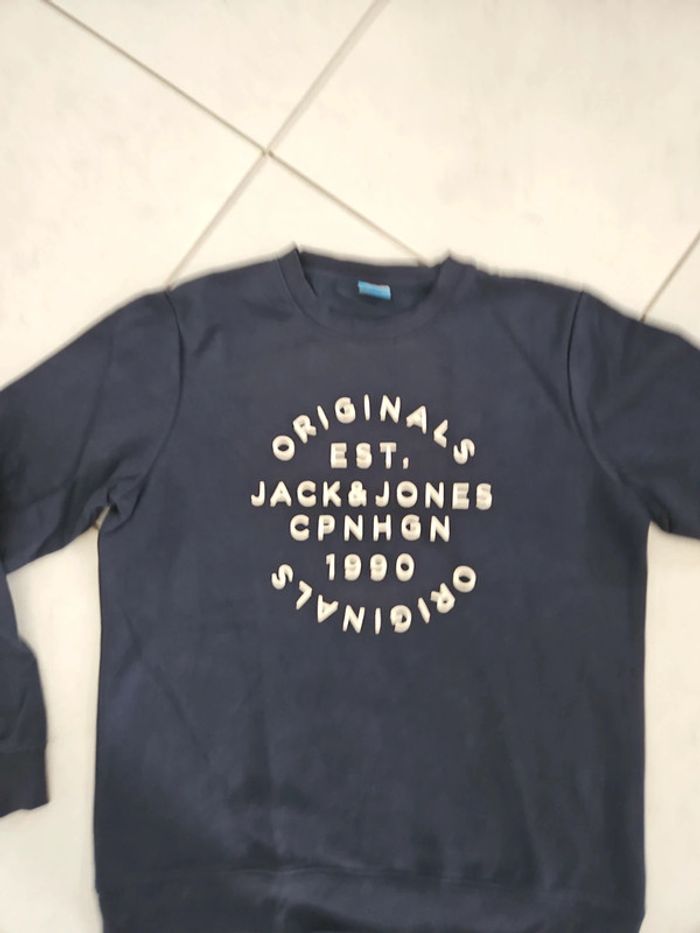 ORIGINALS
EST.
JACK&JONES
CPNHGN
1990
ORIGINALS